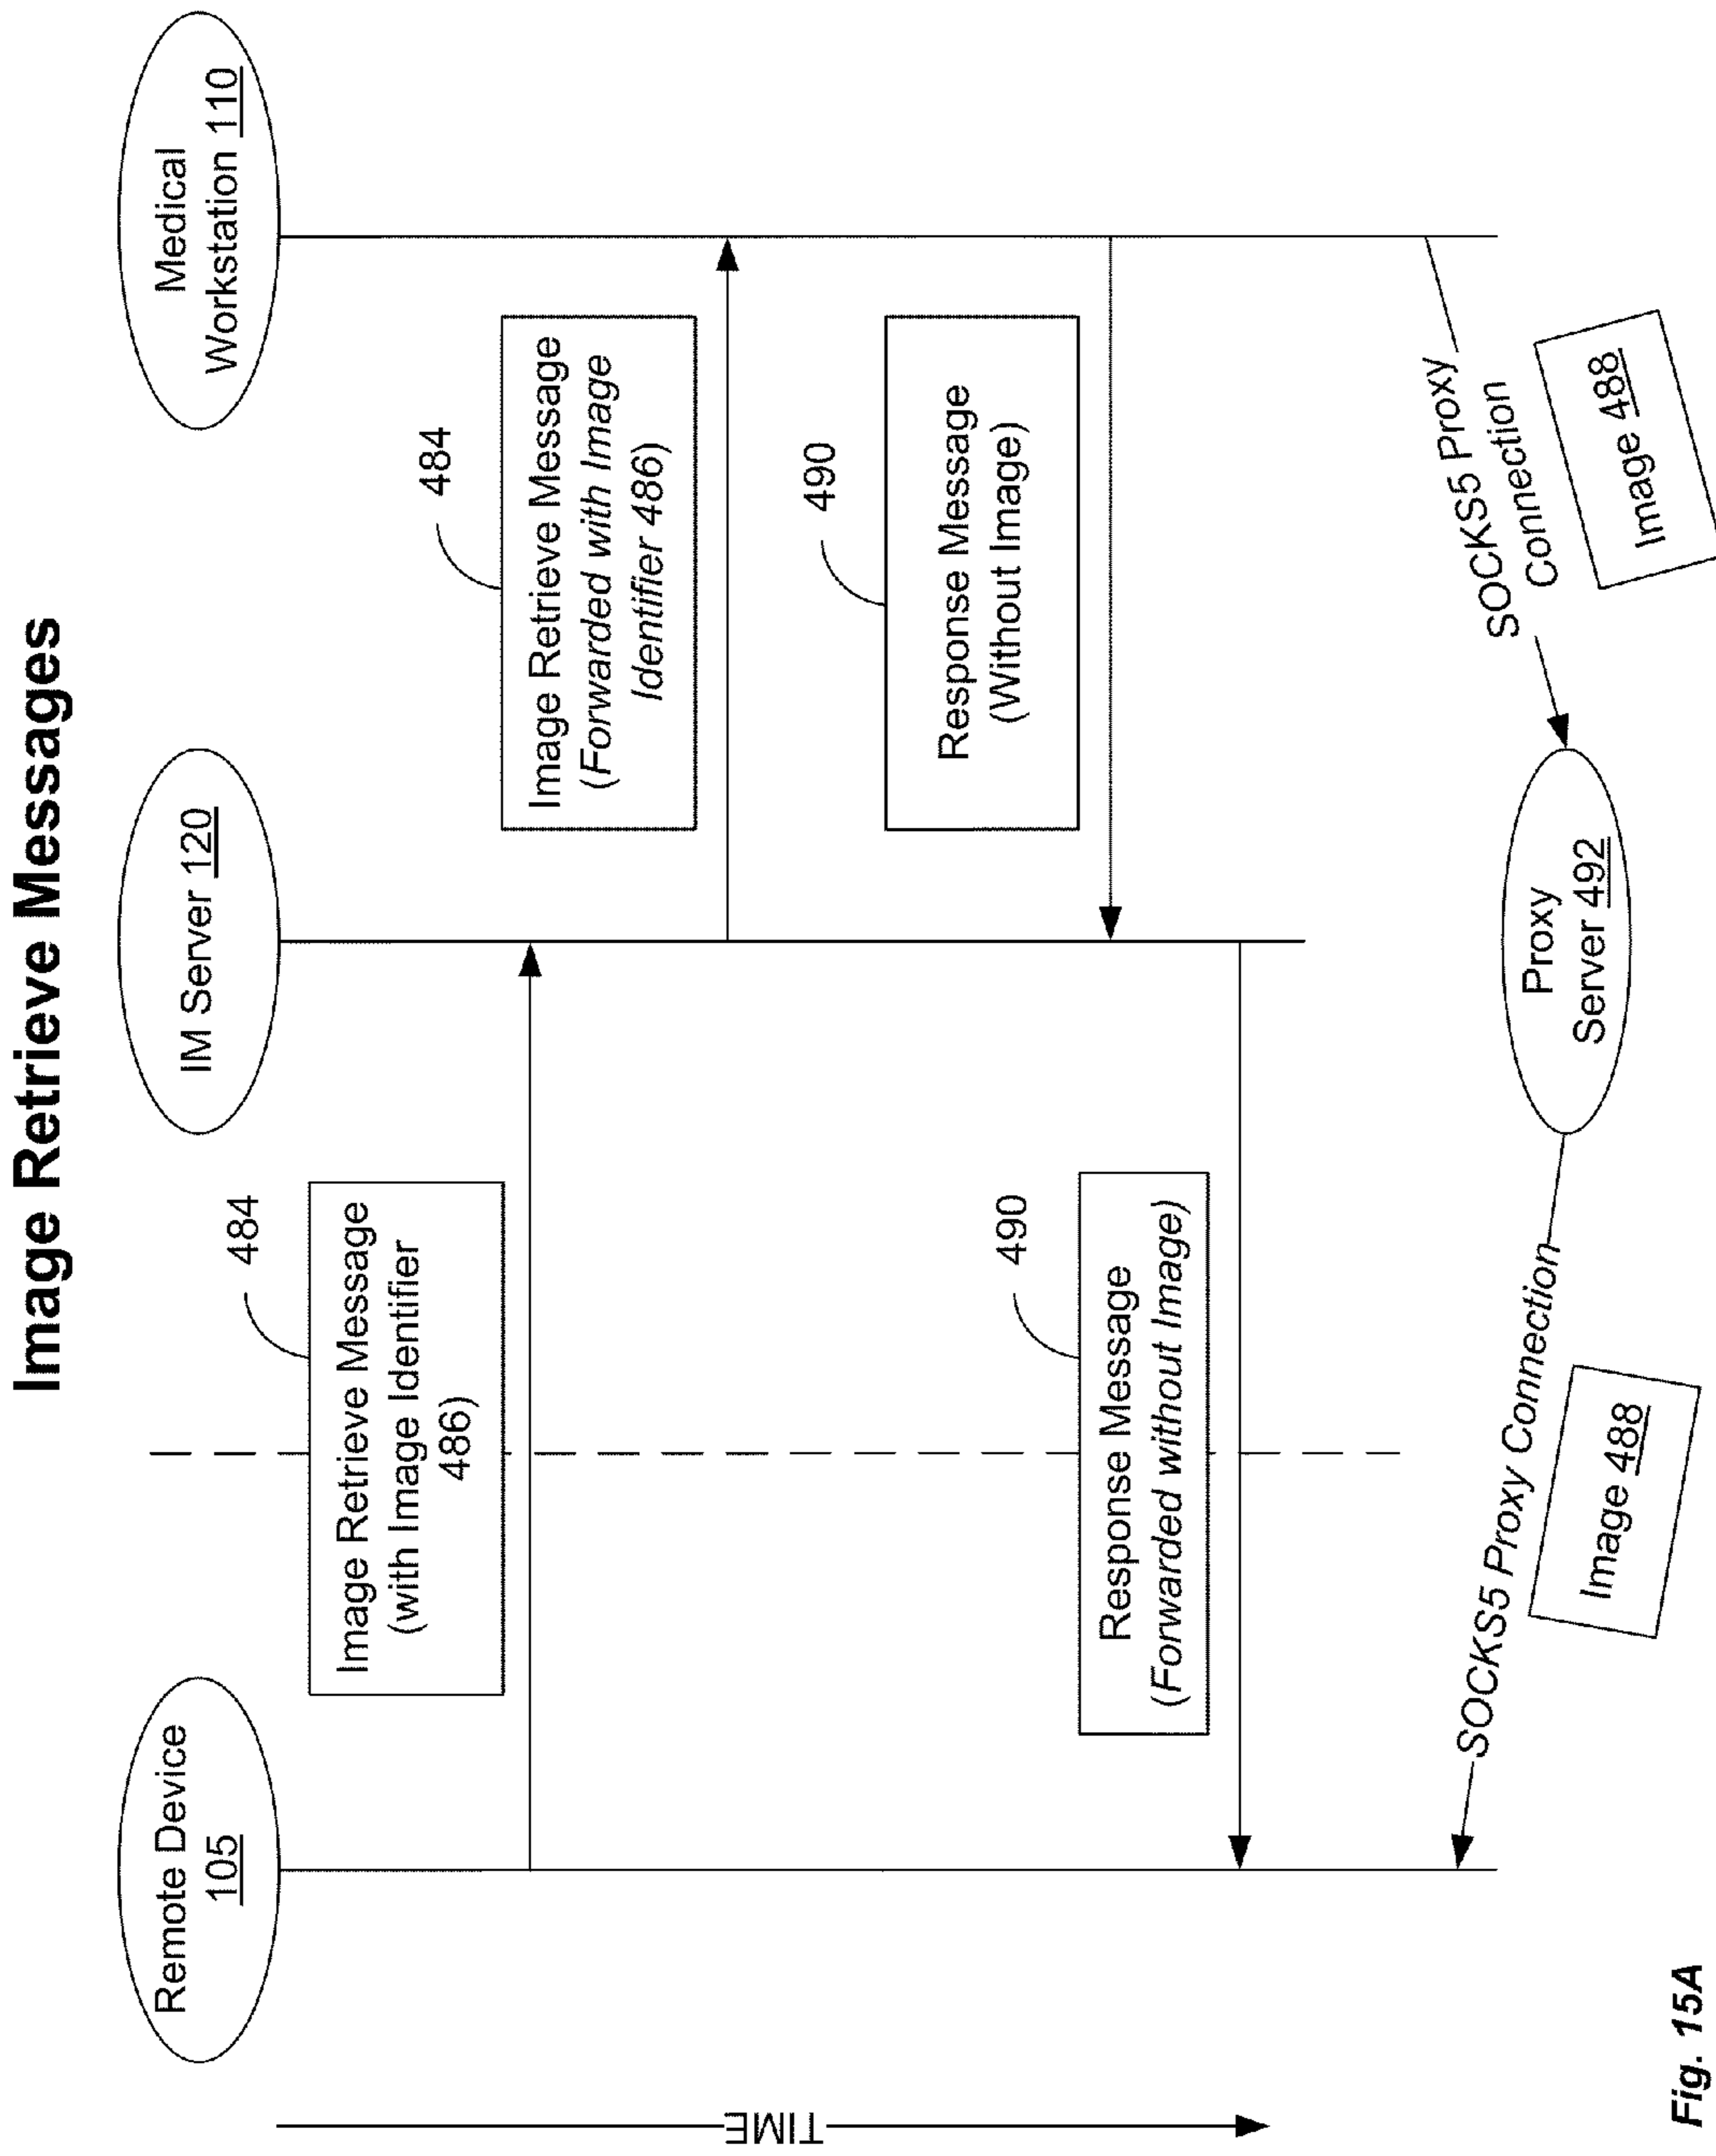 Image Retrieve Messages
Remote Device
105
IM Server 120
Medical
Workstation 110
TIME
484
Image Retrieve Message
(with Image Identifier
486)
484
Image Retrieve Message
(Forwarded with Image
Identifier 486)
490
Response Message
(Without Image)
490
Response Message
(Forwarded without Image)
SOCKS5 Proxy
Connection
Image 488
Proxy
Server 492
SOCKS5 Proxy Connection
Image 488
Fig. 15A